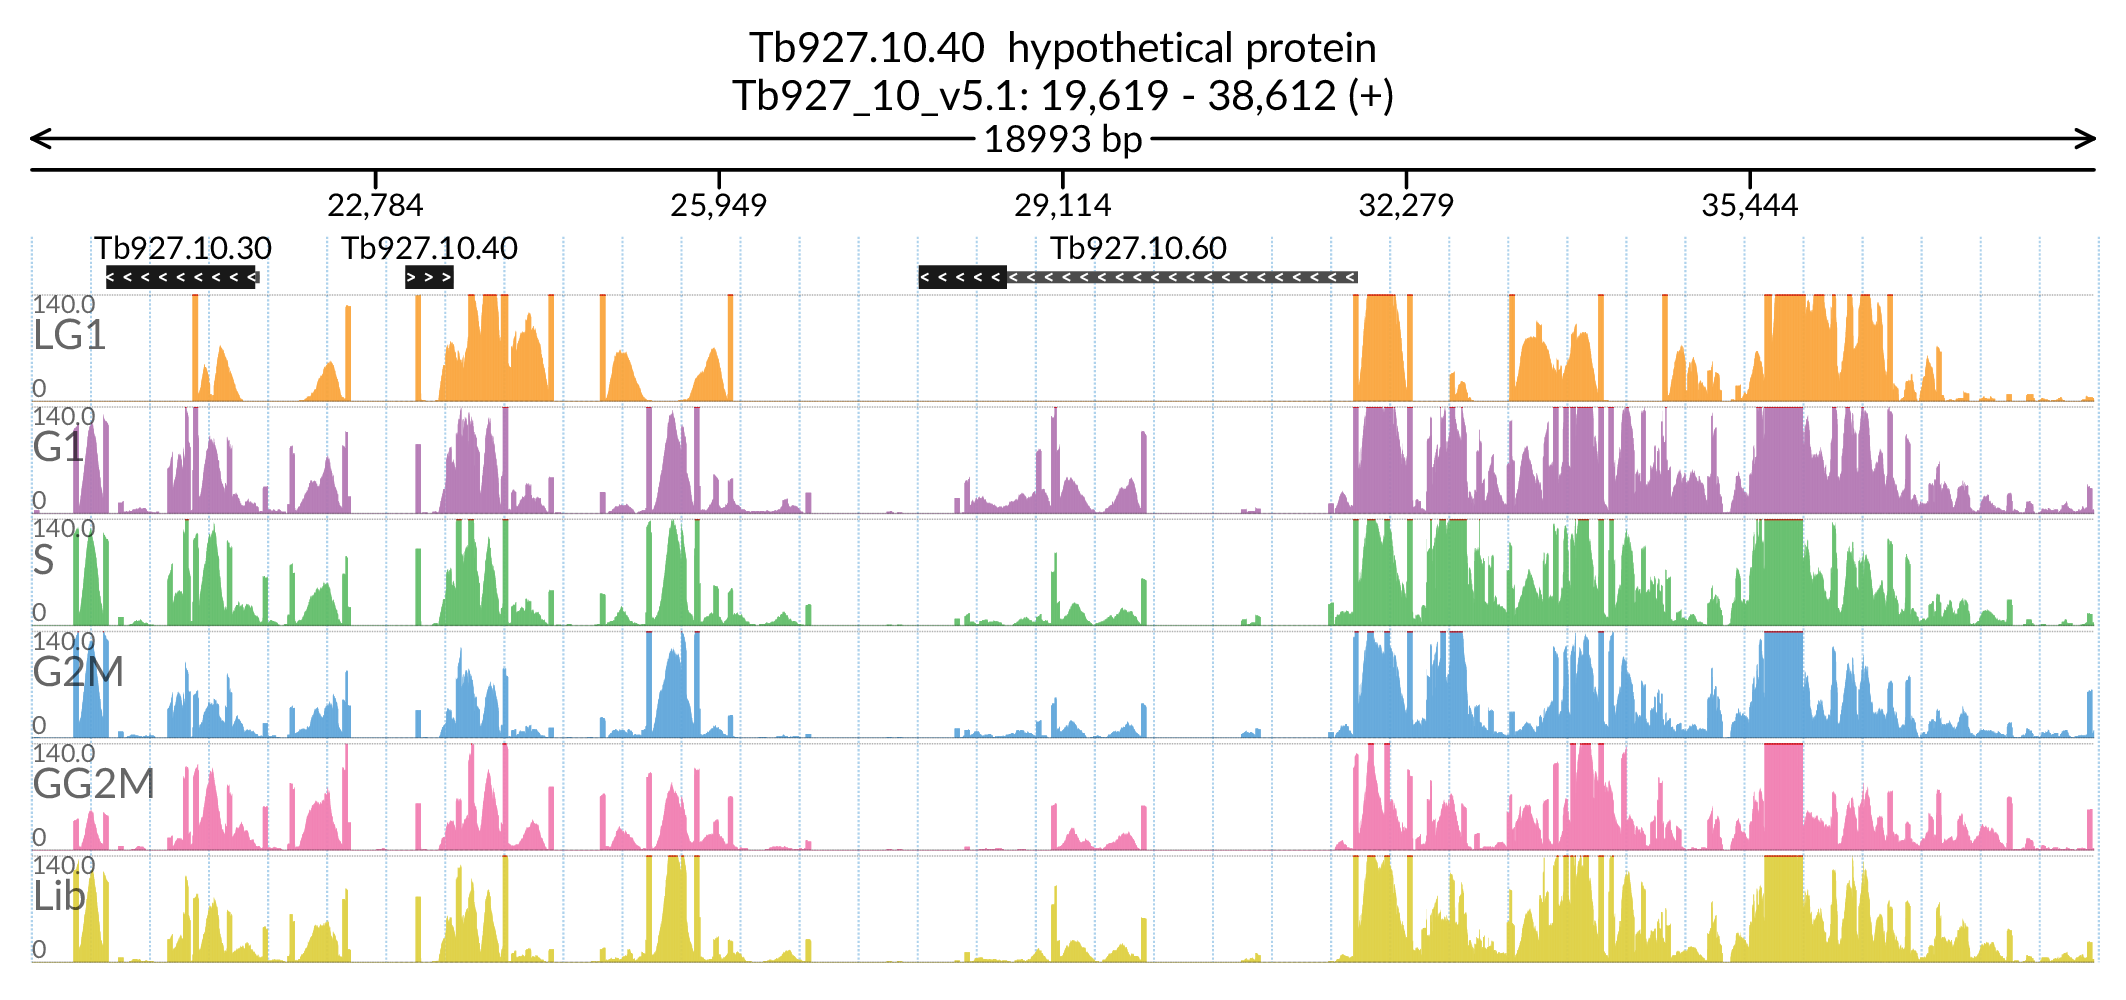 Tb927.10.40 hypothetical protein
Tb927_10_v5.1: 19,619 - 38,612 (+)
18993 bp
22,784 25,949 29,114 32,279 35,444
Tb927.10.30 Tb927.10.40 Tb927.10.60
140.0
LG1
0
140.0
G1
0
140.0
S
0
140.0
G2M
0
140.0
GG2M
0
140.0
Lib
0